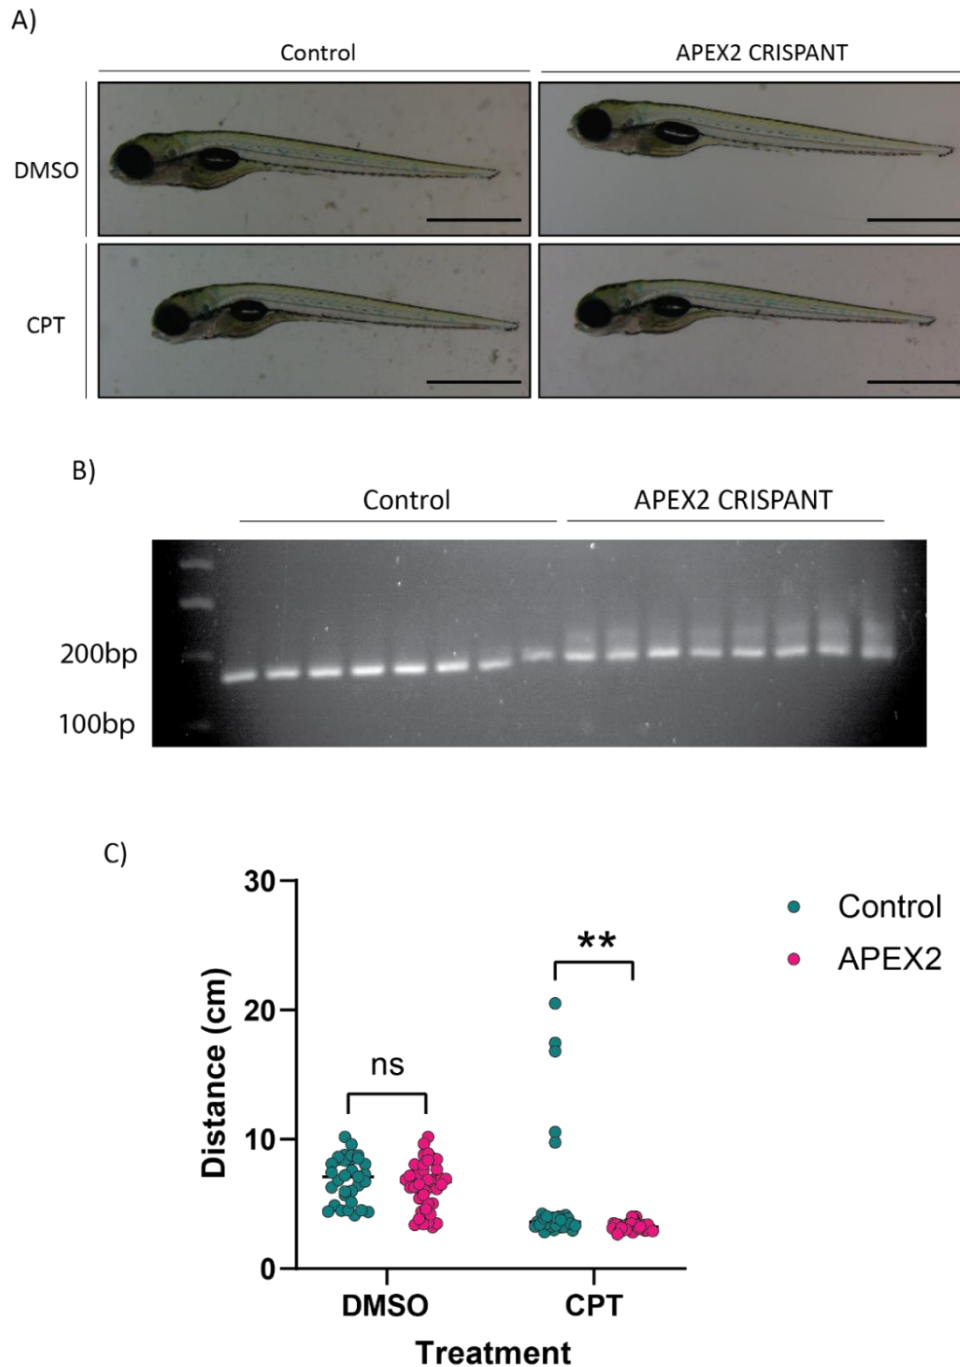 A)
Control APEX2 CRISPANT
DMSO
CPT
B)
Control APEX2 CRISPANT
200bp
100bp
C)
30
20
10
0
Distance (cm)
ns
**
Control
APEX2
DMSO CPT
Treatment